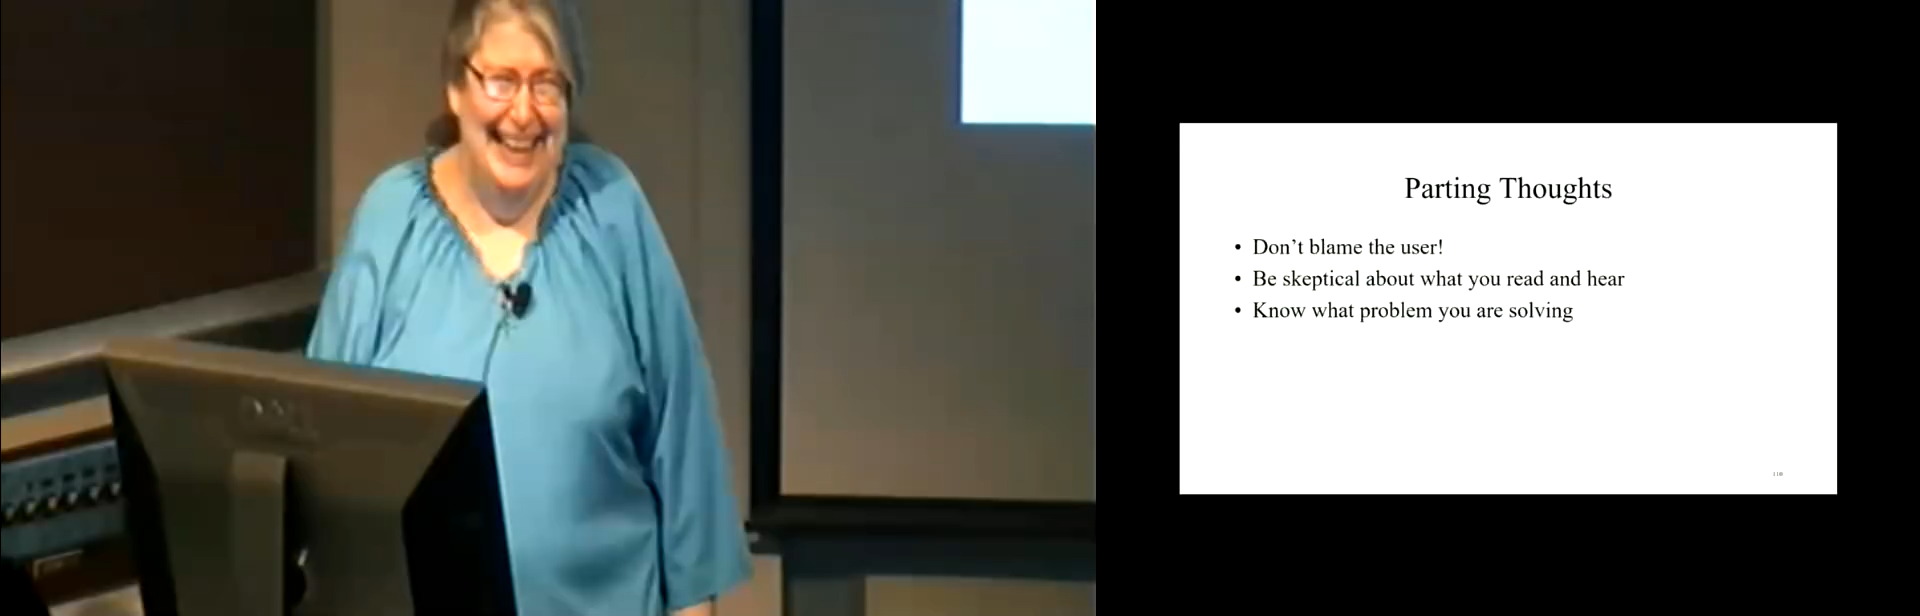 Parting Thoughts
• Don't blame the user!
• Be skeptical about what you read and hear
• Know what problem you are solving